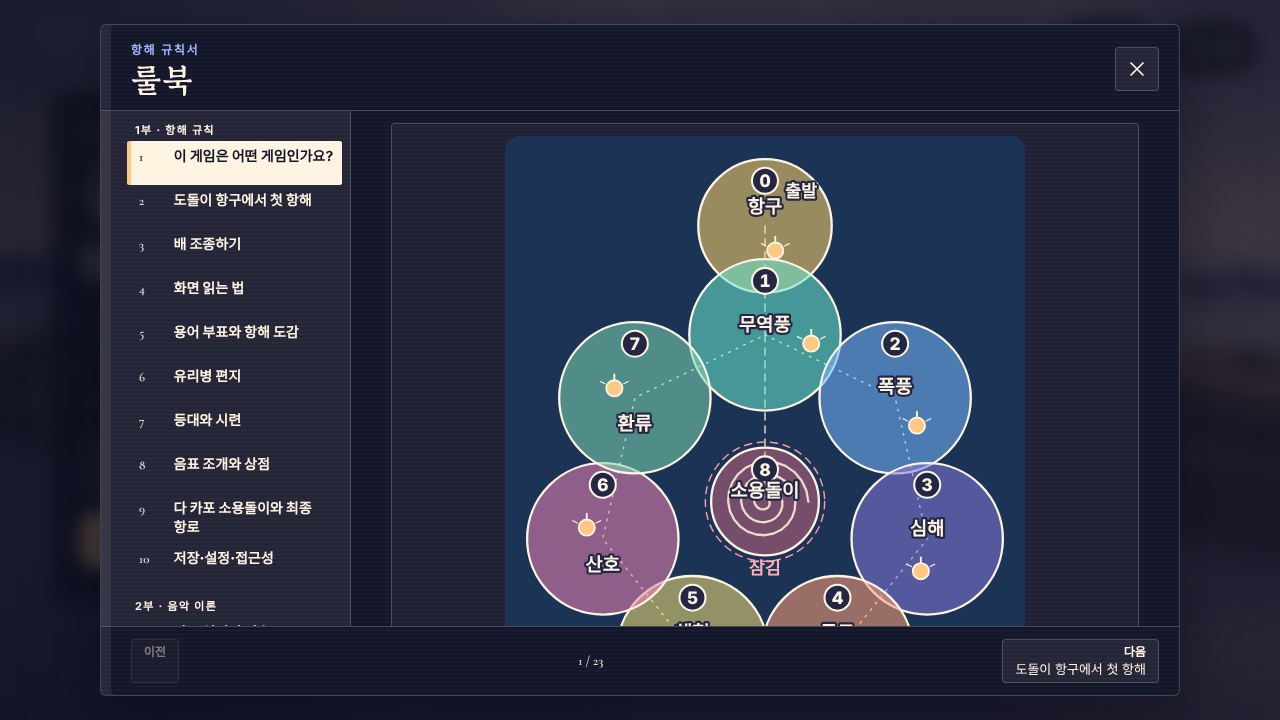 항해 규칙서
룰북
1부 · 항해 규칙
1 이 게임은 어떤 게임인가요?
2 도돌이 항구에서 첫 항해
3 배 조종하기
4 화면 읽는 법
5 용어 부표와 항해 도감
6 유리병 편지
7 등대와 시련
8 음표 조개와 상점
9 다 카포 소용돌이와 최종
항로
10 저장·설정·접근성
2부 · 음악 이론
0 출발
항구
1
무역풍
7
환류
2
폭풍
8
소용돌이
잠김
6
산호
3
심해
5
4
이전
1 / 23
다음
도돌이 항구에서 첫 항해